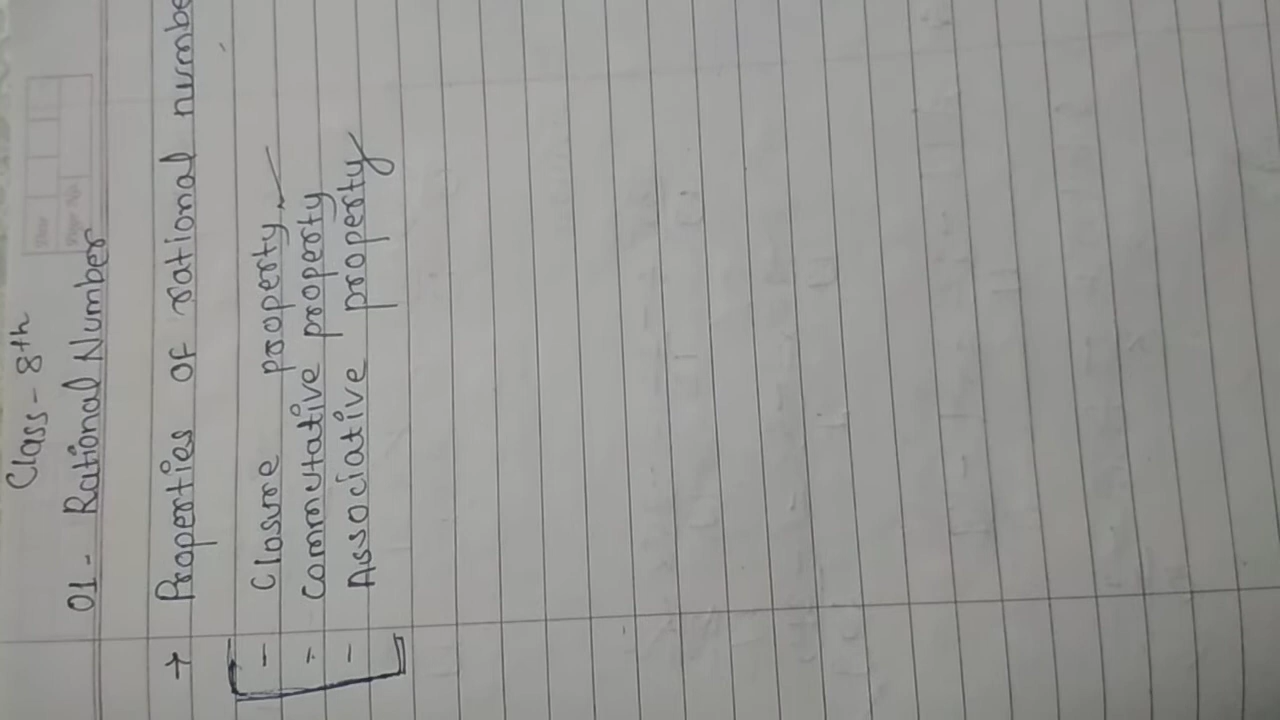 Class - 8th
01 - Rational Number
→ Properties of rational numbe
- Closure property ✓
- Commutative property
- Associative property